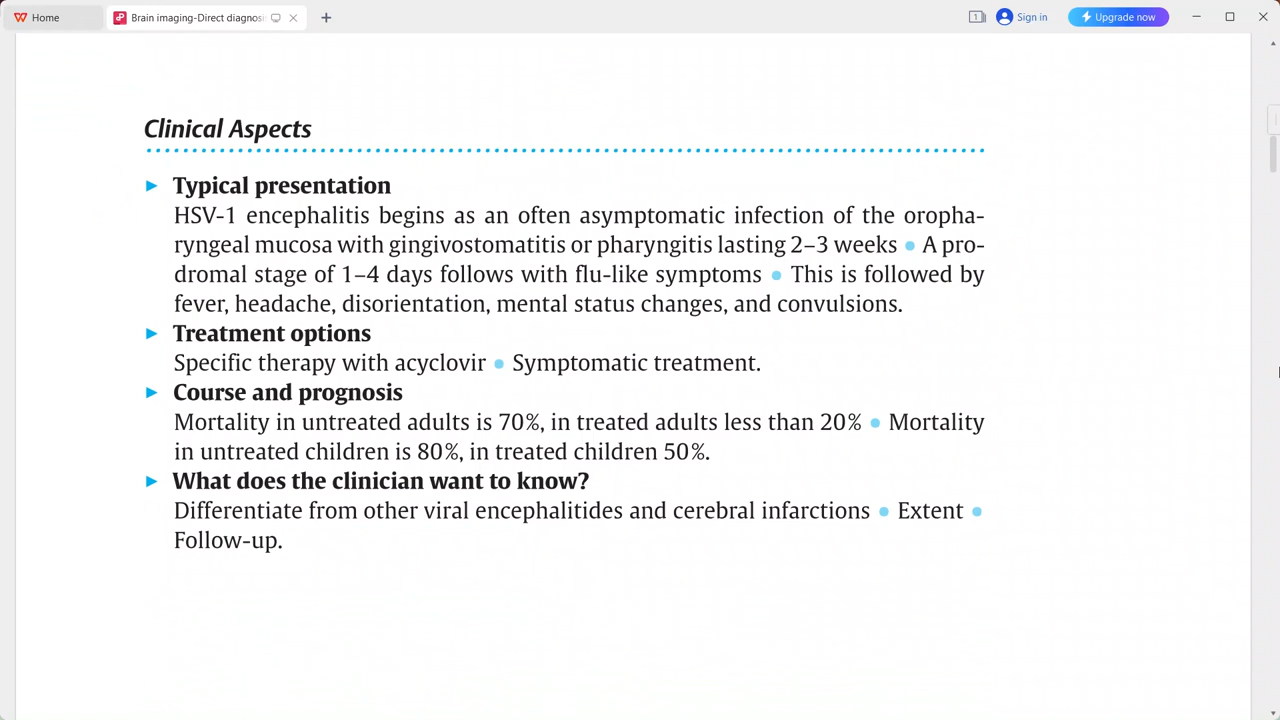 Home
Brain imaging-Direct diagnosi
1
Sign in
Upgrade now
Clinical Aspects
► Typical presentation
HSV-1 encephalitis begins as an often asymptomatic infection of the oropha-
ryngeal mucosa with gingivostomatitis or pharyngitis lasting 2–3 weeks ● A pro-
dromal stage of 1–4 days follows with flu-like symptoms ● This is followed by
fever, headache, disorientation, mental status changes, and convulsions.
► Treatment options
Specific therapy with acyclovir ● Symptomatic treatment.
► Course and prognosis
Mortality in untreated adults is 70%, in treated adults less than 20% ● Mortality
in untreated children is 80%, in treated children 50%.
► What does the clinician want to know?
Differentiate from other viral encephalitides and cerebral infarctions ● Extent ●
Follow-up.